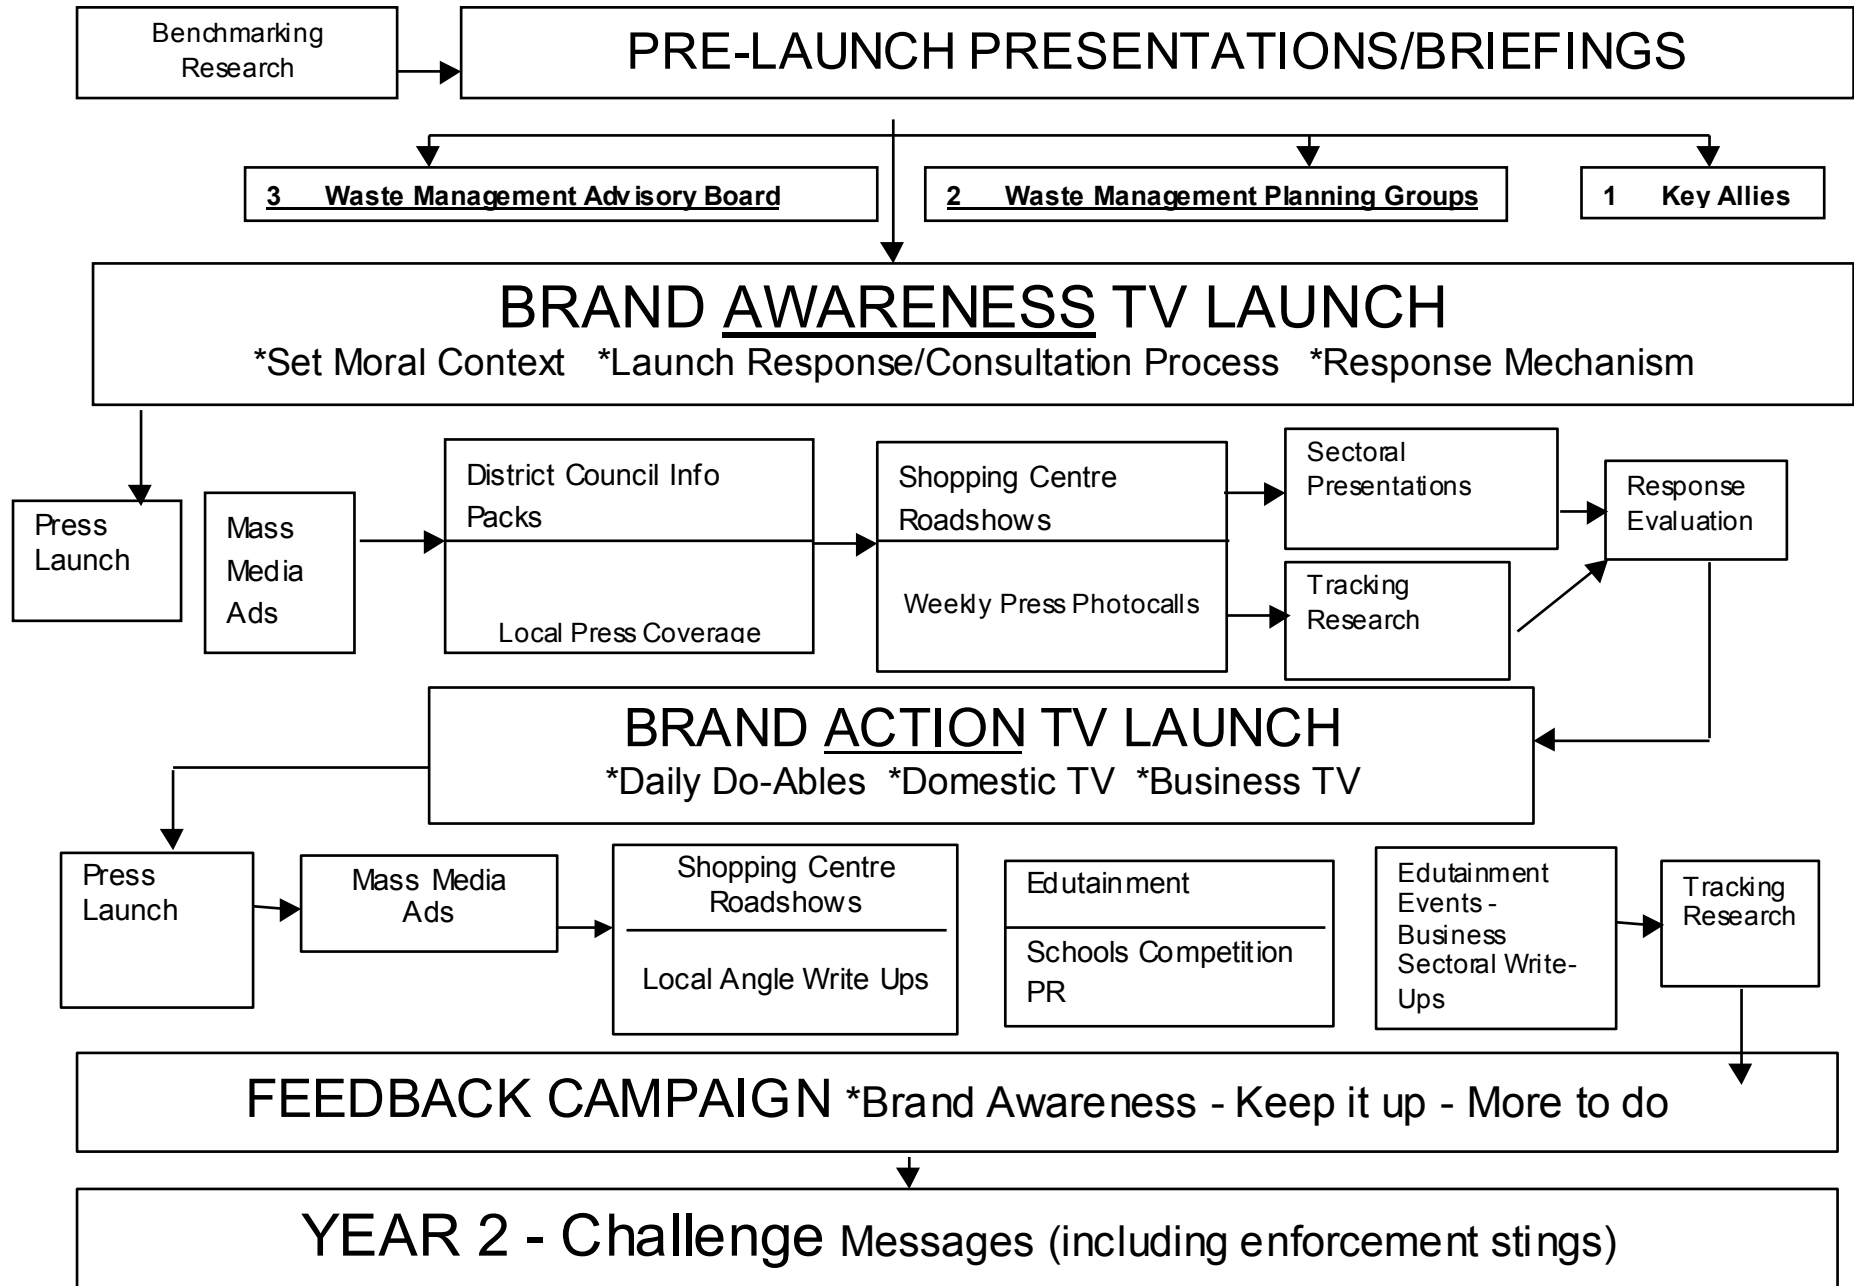 Benchmarking
Research
PRE-LAUNCH PRESENTATIONS/BRIEFINGS
3 Waste Management Advisory Board
2 Waste Management Planning Groups
1 Key Allies
BRAND AWARENESS TV LAUNCH
*Set Moral Context *Launch Response/Consultation Process *Response Mechanism
Press
Launch
Mass
Media
Ads
District Council Info
Packs
Local Press Coverage
Shopping Centre
Roadshows
Weekly Press Photocalls
Sectoral
Presentations
Tracking
Research
Response
Evaluation
BRAND ACTION TV LAUNCH
*Daily Do-Ables *Domestic TV *Business TV
Press
Launch
Mass Media
Ads
Shopping Centre
Roadshows
Local Angle Write Ups
Edutainment
Schools Competition
PR
Edutainment
Events -
Business
Sectoral Write-
Ups
Tracking
Research
FEEDBACK CAMPAIGN *Brand Awareness - Keep it up - More to do
YEAR 2 - Challenge Messages (including enforcement stings)